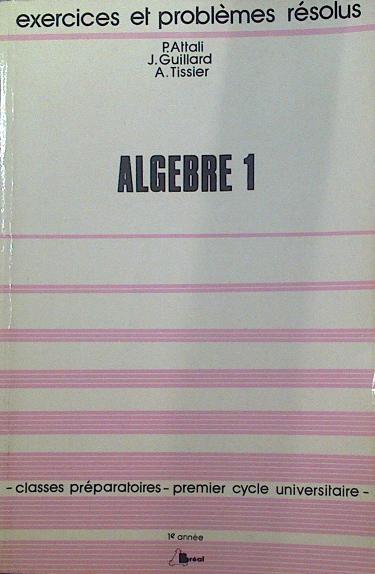 exercices et problèmes résolus
P.Attali
J.Guillard
A.Tissier
ALGEBRE 1
- classes préparatoires - premier cycle universitaire -
1e année
Bréal